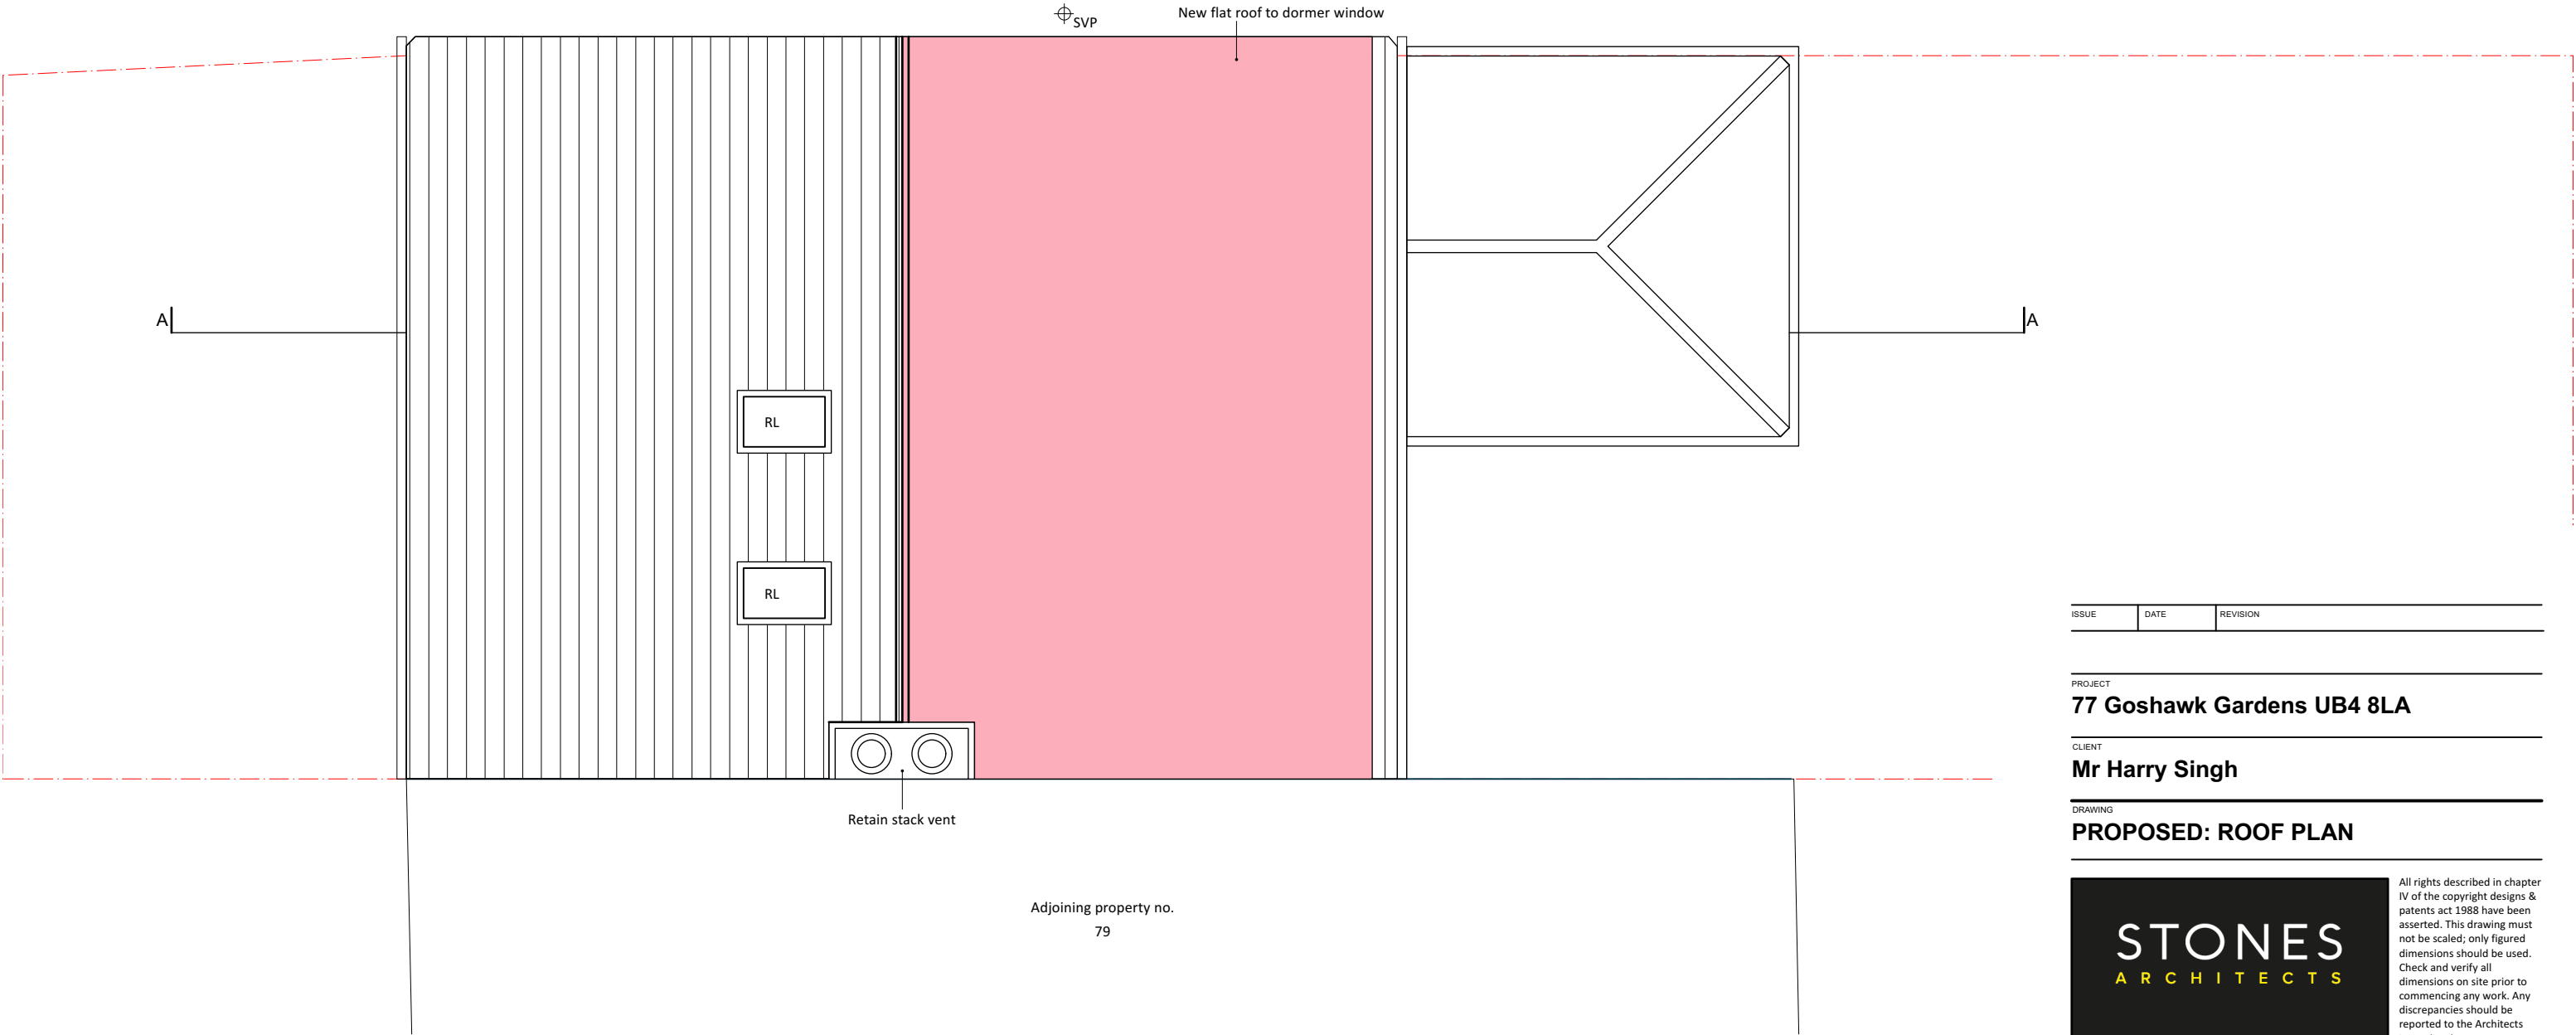 SVP
New flat roof to dormer window
A
A
RL
RL
Retain stack vent
Adjoining property no.
79
ISSUE DATE REVISION
PROJECT
77 Goshawk Gardens UB4 8LA
CLIENT
Mr Harry Singh
DRAWING
PROPOSED: ROOF PLAN
STONES
ARCHITECTS
All rights described in chapter
IV of the copyright designs &
patents act 1988 have been
asserted. This drawing must
not be scaled; only figured
dimensions should be used.
Check and verify all
dimensions on site prior to
commencing any work. Any
discrepancies should be
reported to the Architects